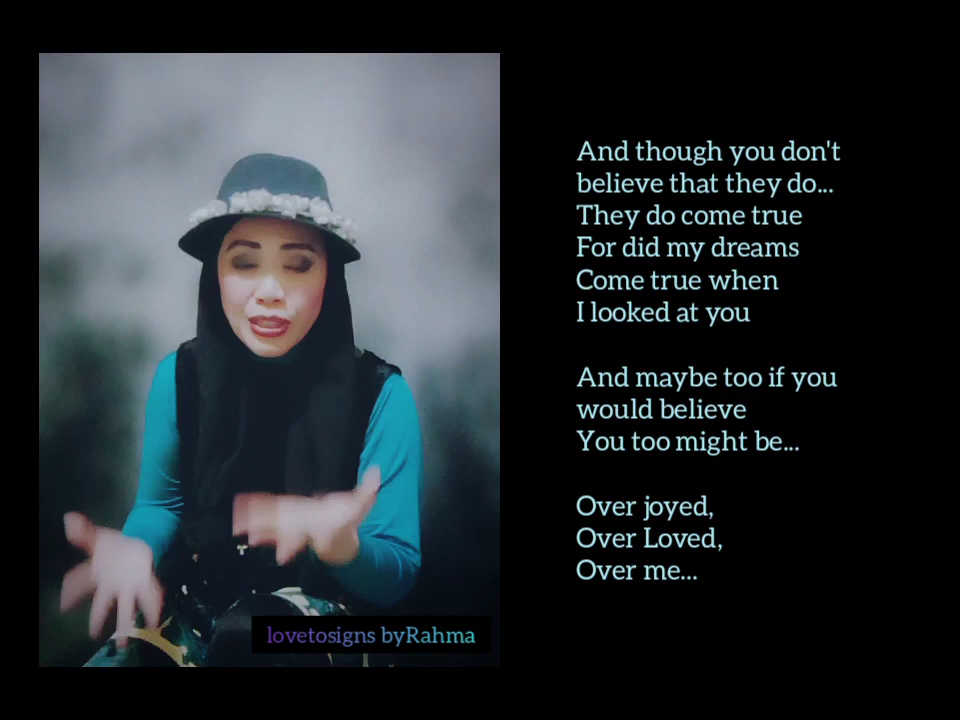 And though you don't
believe that they do...
They do come true
For did my dreams
Come true when
I looked at you

And maybe too if you
would believe
You too might be...

Over joyed,
Over Loved,
Over me...
lovetosigns byRahma